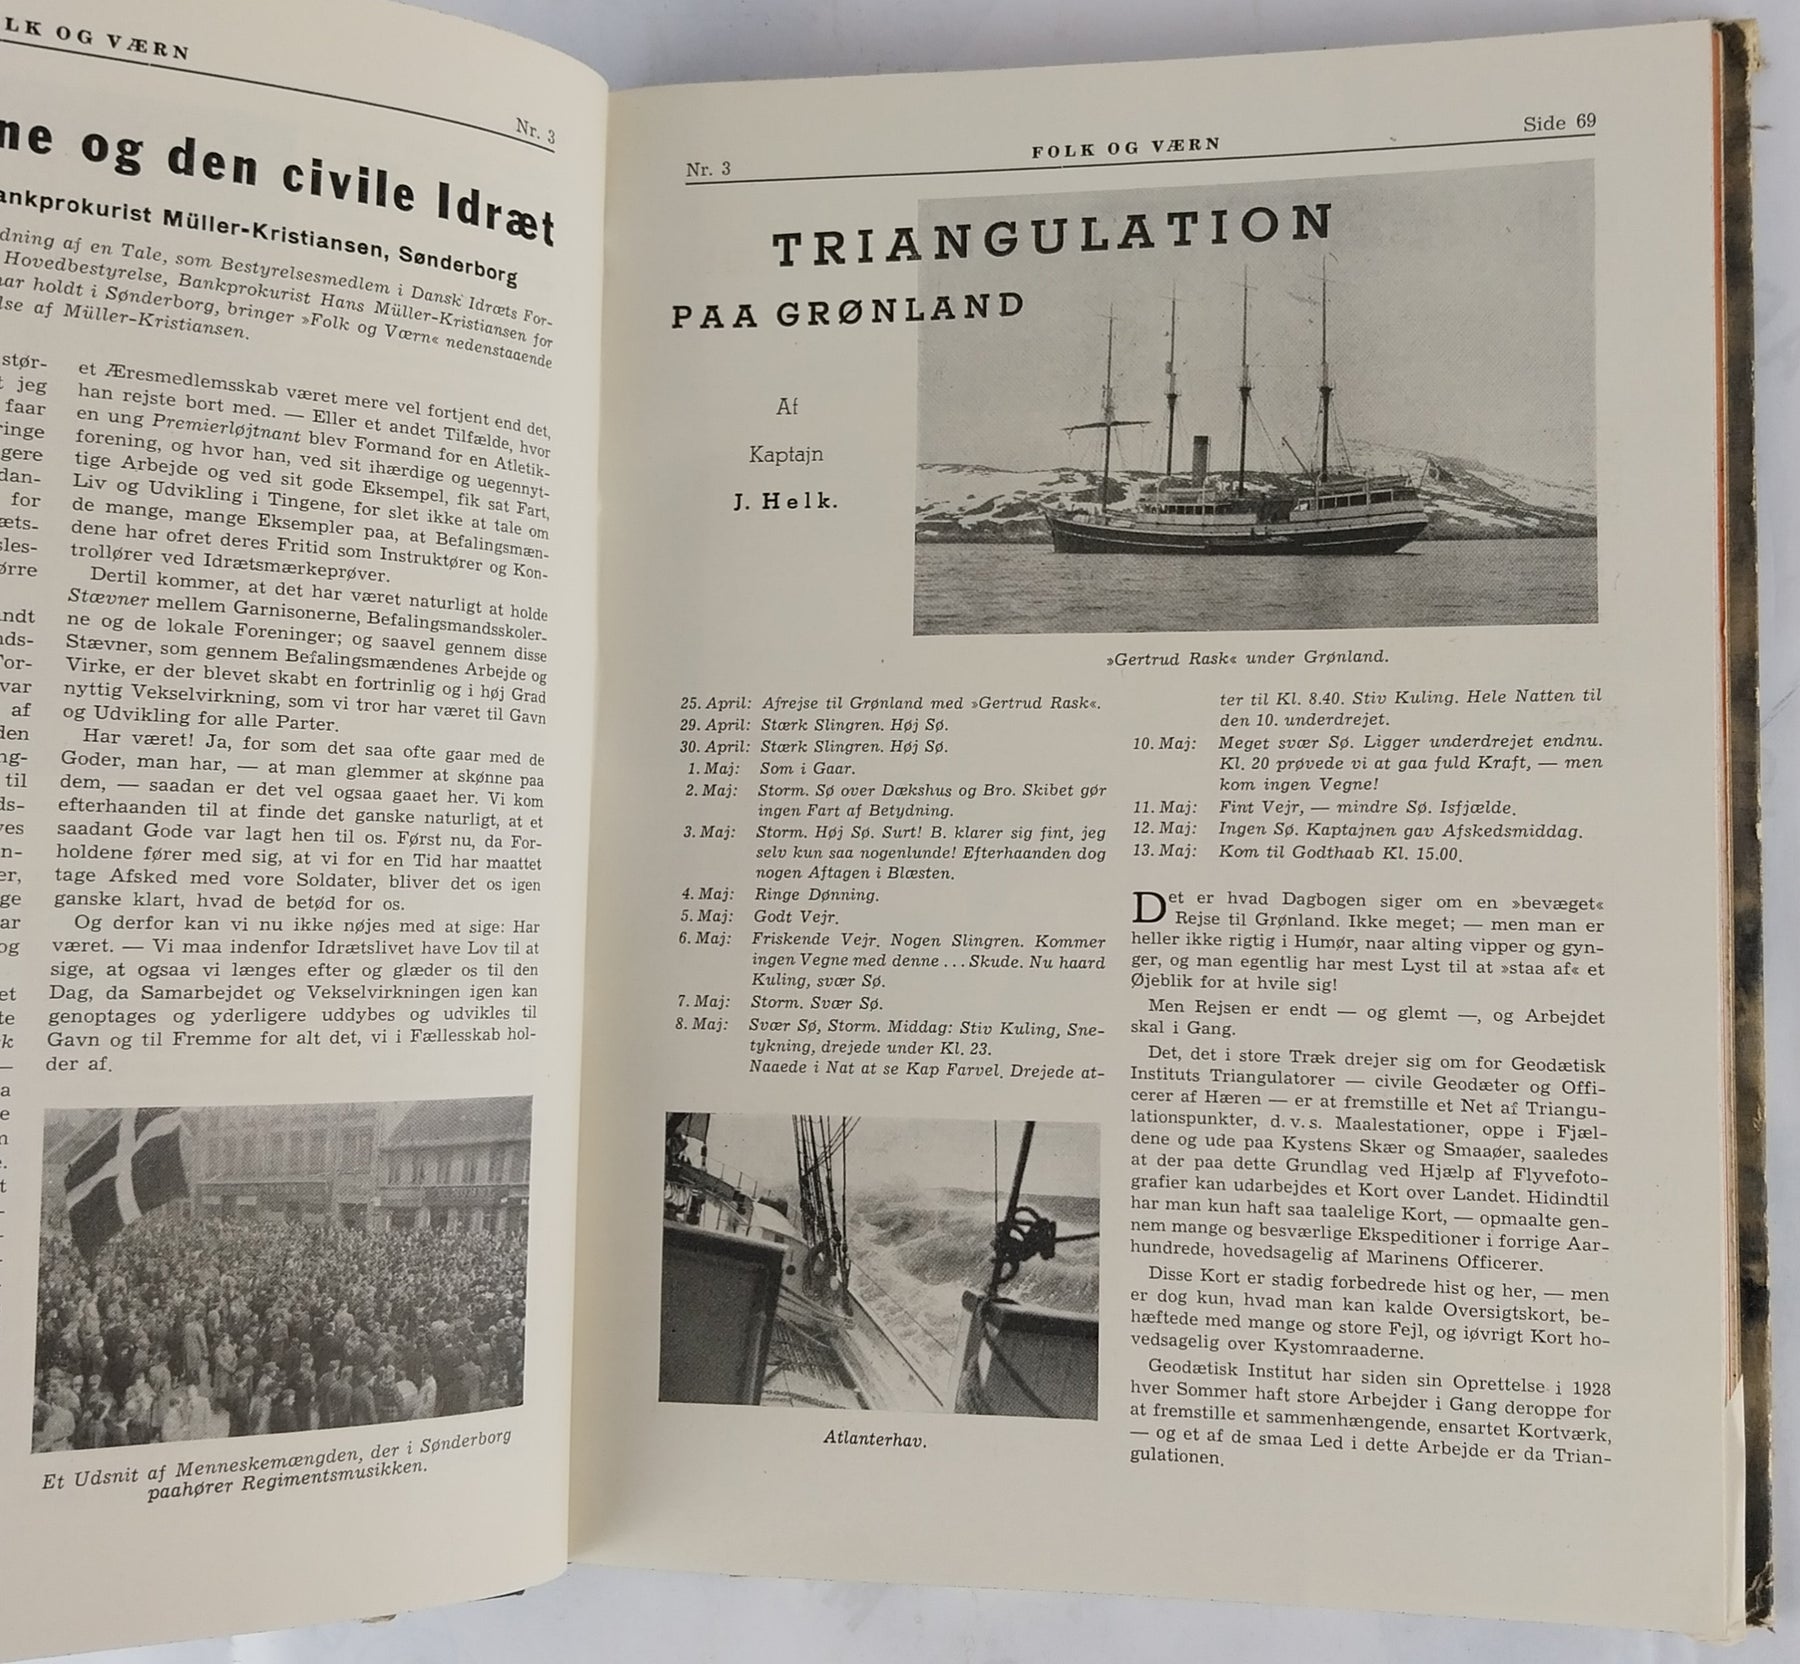 LK OG VÆRN
Nr. 3
ne og den civile Idræt
ankprokurist Müller-Kristiansen, Sønderborg
dning af en Tale, som Bestyrelsesmedlem i Dansk Idræts For-
Hovedbestyrelse, Bankprokurist Hans Müller-Kristiansen for
ar holdt i Sønderborg, bringer »Folk og Værn« nedenstaaende
lse af Müller-Kristiansen.
stør-
jeg
faar
ringe
gere
dan-
for
æts-
sles-
ørre
ndt
ds-
For-
var
af
den
ng-
til
ds-
ves
n-
er,
ge
ar
og
et
te
k
—
a
e
n
et Æresmedlemsskab været mere vel fortjent end det,
han rejste bort med. — Eller et andet Tilfælde, hvor
en ung Premierløjtnant blev Formand for en Atletik-
forening, og hvor han, ved sit ihærdige og uegennyt-
tige Arbejde og ved sit gode Eksempel, fik sat Fart,
Liv og Udvikling i Tingene, for slet ikke at tale om
de mange, mange Eksempler paa, at Befalingsmæn-
dene har ofret deres Fritid som Instruktører og Kon-
trollører ved Idrætsmærkeprøver.
Dertil kommer, at det har været naturligt at holde
Stævner mellem Garnisonerne, Befalingsmandsskoler-
ne og de lokale Foreninger; og saavel gennem disse
Stævner, som gennem Befalingsmændenes Arbejde og
Virke, er der blevet skabt en fortrinlig og i høj Grad
nyttig Vekselvirkning, som vi tror har været til Gavn
og Udvikling for alle Parter.
Har været! Ja, for som det saa ofte gaar med de
Goder, man har, — at man glemmer at skønne paa
dem, — saadan er det vel ogsaa gaaet her. Vi kom
efterhaanden til at finde det ganske naturligt, at et
saadant Gode var lagt hen til os. Først nu, da For-
holdene fører med sig, at vi for en Tid har maattet
tage Afsked med vore Soldater, bliver det os igen
ganske klart, hvad de betød for os.
Og derfor kan vi nu ikke nøjes med at sige: Har
været. — Vi maa indenfor Idrætslivet have Lov til at
sige, at ogsaa vi længes efter og glæder os til den
Dag, da Samarbejdet og Vekselvirkningen igen kan
genoptages og yderligere uddybes og udvikles til
Gavn og til Fremme for alt det, vi i Fællesskab hol-
der af.
Et Udsnit af Menneskemængden, der i Sønderborg
paahører Regimentsmusikken.
Nr. 3
FOLK OG VÆRN
Side 69
TRIANGULATION
PAA GRØNLAND
Af
Kaptajn
J. Helk.
»Gertrud Rask« under Grønland.
25. April: Afrejse til Grønland med »Gertrud Rask«.
29. April: Stærk Slingren. Høj Sø.
30. April: Stærk Slingren. Høj Sø.
1. Maj: Som i Gaar.
2. Maj: Storm. Sø over Dækshus og Bro. Skibet gør
ingen Fart af Betydning.
3. Maj: Storm. Høj Sø. Surt! B. klarer sig fint, jeg
selv kun saa nogenlunde! Efterhaanden dog
nogen Aftagen i Blæsten.
4. Maj: Ringe Dønning.
5. Maj: Godt Vejr.
6. Maj: Friskende Vejr. Nogen Slingren. Kommer
ingen Vegne med denne ... Skude. Nu haard
Kuling, svær Sø.
7. Maj: Storm. Svær Sø.
8. Maj: Svær Sø, Storm. Middag: Stiv Kuling, Sne-
tykning, drejede under Kl. 23.
Naaede i Nat at se Kap Farvel. Drejede at-
Atlanterhav.
ter til Kl. 8.40. Stiv Kuling. Hele Natten til
den 10. underdrejet.
10. Maj: Meget svær Sø. Ligger underdrejet endnu.
Kl. 20 prøvede vi at gaa fuld Kraft, — men
kom ingen Vegne!
11. Maj: Fint Vejr, — mindre Sø. Isfjælde.
12. Maj: Ingen Sø. Kaptajnen gav Afskedsmiddag.
13. Maj: Kom til Godthaab Kl. 15.00.
Det er hvad Dagbogen siger om en »bevæget«
Rejse til Grønland. Ikke meget; — men man er
heller ikke rigtig i Humør, naar alting vipper og gyn-
ger, og man egentlig har mest Lyst til at »staa af« et
Øjeblik for at hvile sig!
Men Rejsen er endt — og glemt —, og Arbejdet
skal i Gang.
Det, det i store Træk drejer sig om for Geodætisk
Instituts Triangulatorer — civile Geodæter og Offi-
cerer af Hæren — er at fremstille et Net af Triangu-
lationspunkter, d. v. s. Maalestationer, oppe i Fjæl-
dene og ude paa Kystens Skær og Smaaøer, saaledes
at der paa dette Grundlag ved Hjælp af Flyvefoto-
grafier kan udarbejdes et Kort over Landet. Hidindtil
har man kun haft saa taalelige Kort, — opmaalte gen-
nem mange og besværlige Ekspeditioner i forrige Aar-
hundrede, hovedsagelig af Marinens Officerer.
Disse Kort er stadig forbedrede hist og her, — men
er dog kun, hvad man kan kalde Oversigtskort, be-
hæftede med mange og store Fejl, og iøvrigt Kort ho-
vedsagelig over Kystomraaderne.
Geodætisk Institut har siden sin Oprettelse i 1928
hver Sommer haft store Arbejder i Gang deroppe for
at fremstille et sammenhængende, ensartet Kortværk,
— og et af de smaa Led i dette Arbejde er da Trian-
gulationen.